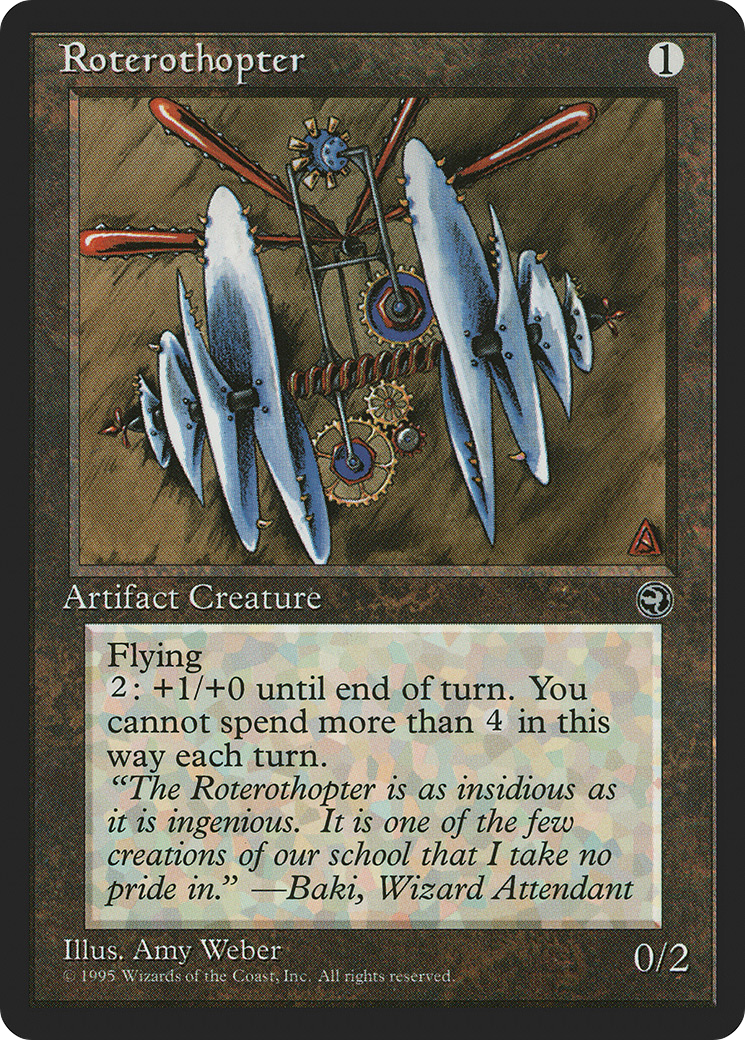 Roterothopter
1
Artifact Creature
Flying
2: +1/+0 until end of turn. You
cannot spend more than 4 in this
way each turn.
“The Roterothopter is as insidious as
it is ingenious. It is one of the few
creations of our school that I take no
pride in.” —Baki, Wizard Attendant
Illus. Amy Weber
0/2
© 1995 Wizards of the Coast, Inc. All rights reserved.